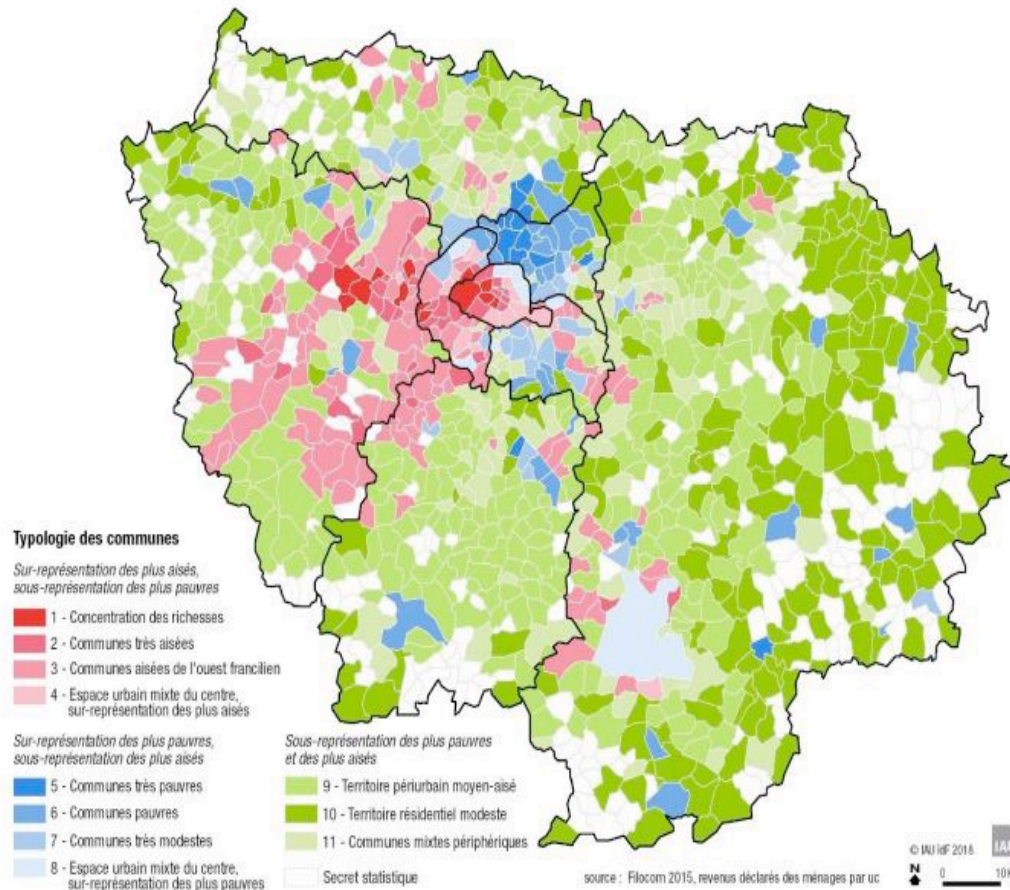 Typologie des communes
Sur-représentation des plus aisés,
sous-représentation des plus pauvres
1 - Concentration des richesses
2 - Communes très aisées
3 - Communes aisées de l'ouest francilien
4 - Espace urbain mixte du centre,
sur-représentation des plus aisés
Sur-représentation des plus pauvres,
sous-représentation des plus aisés
5 - Communes très pauvres
6 - Communes pauvres
7 - Communes très modestes
8 - Espace urbain mixte du centre,
sur-représentation des plus pauvres
Sous-représentation des plus pauvres
et des plus aisés
9 - Territoire périurbain moyen-aisé
10 - Territoire résidentiel modeste
11 - Communes mixtes périphériques
Secret statistique
source : Filocom 2015, revenus déclarés des ménages par uc
© IAU îdF 2018
IAU
N
0 10